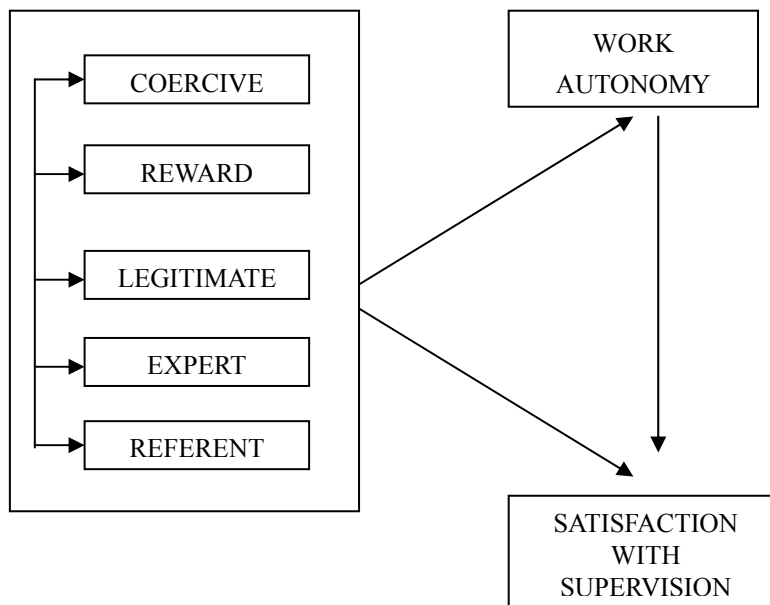 COERCIVE
REWARD
LEGITIMATE
EXPERT
REFERENT
WORK
AUTONOMY
SATISFACTION
WITH
SUPERVISION